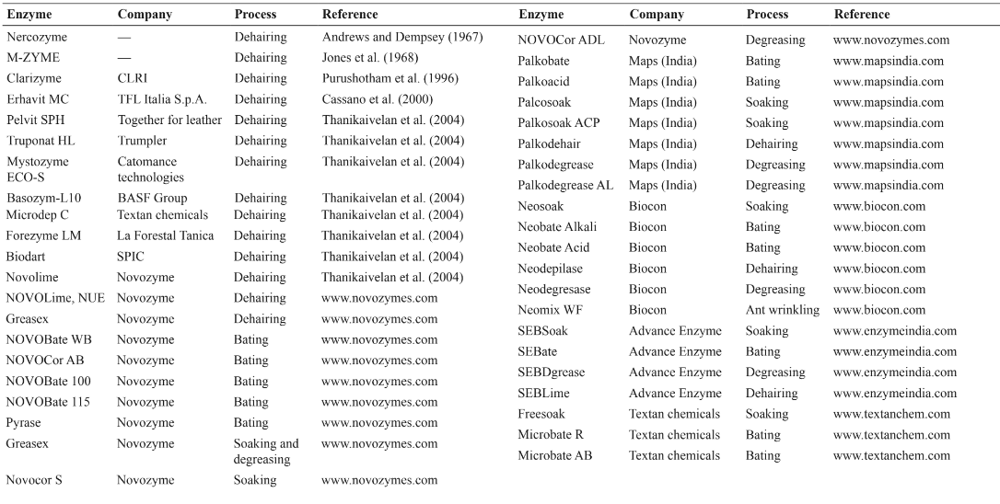 Enzyme Company Process Reference
Nercozyme — Dehairing Andrews and Dempsey (1967)
M-ZYME — Dehairing Jones et al. (1968)
Clarizyme CLRI Dehairing Purushotham et al. (1996)
Erhavit MC TFL Italia S.p.A. Dehairing Cassano et al. (2000)
Pelvit SPH Together for leather Dehairing Thanikaivelan et al. (2004)
Truponat HL Trumpler Dehairing Thanikaivelan et al. (2004)
Mystozyme Catomance Dehairing Thanikaivelan et al. (2004)
ECO-S technologies
Basozym-L10 BASF Group Dehairing Thanikaivelan et al. (2004)
Microdep C Textan chemicals Dehairing Thanikaivelan et al. (2004)
Forezyme LM La Forestal Tanica Dehairing Thanikaivelan et al. (2004)
Biodart SPIC Dehairing Thanikaivelan et al. (2004)
Novolime Novozyme Dehairing Thanikaivelan et al. (2004)
NOVOLime, NUE Novozyme Dehairing www.novozymes.com
Greasex Novozyme Dehairing www.novozymes.com
NOVOBate WB Novozyme Bating www.novozymes.com
NOVOCor AB Novozyme Bating www.novozymes.com
NOVOBate 100 Novozyme Bating www.novozymes.com
NOVOBate 115 Novozyme Bating www.novozymes.com
Pyrase Novozyme Bating www.novozymes.com
Greasex Novozyme Soaking and www.novozymes.com
degreasing
Novocor S Novozyme Soaking www.novozymes.com
Enzyme Company Process Reference
NOVOCor ADL Novozyme Degreasing www.novozymes.com
Palkobate Maps (India) Bating www.mapsindia.com
Palkoacid Maps (India) Bating www.mapsindia.com
Palcosoak Maps (India) Soaking www.mapsindia.com
Palkosoak ACP Maps (India) Soaking www.mapsindia.com
Palkodehair Maps (India) Dehairing www.mapsindia.com
Palkodegrease Maps (India) Degreasing www.mapsindia.com
Palkodegrease AL Maps (India) Degreasing www.mapsindia.com
Neosoak Biocon Soaking www.biocon.com
Neobate Alkali Biocon Bating www.biocon.com
Neobate Acid Biocon Bating www.biocon.com
Neodepilase Biocon Dehairing www.biocon.com
Neodegresase Biocon Degreasing www.biocon.com
Neomix WF Biocon Ant wrinkling www.biocon.com
SEBSoak Advance Enzyme Soaking www.enzymeindia.com
SEBate Advance Enzyme Bating www.enzymeindia.com
SEBDgrease Advance Enzyme Degreasing www.enzymeindia.com
SEBLime Advance Enzyme Dehairing www.enzymeindia.com
Freesoak Textan chemicals Soaking www.textanchem.com
Microbate R Textan chemicals Bating www.textanchem.com
Microbate AB Textan chemicals Bating www.textanchem.com